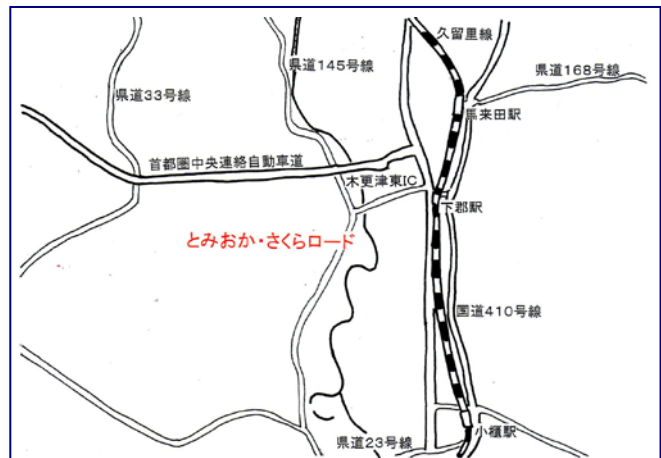 久留里線
県道145号線
県道168号線
県道33号線
馬来田駅
首都圏中央連絡自動車道
木更津東IC
下郡駅
とみおか・さくらロード
国道410号線
小櫃駅
県道23号線